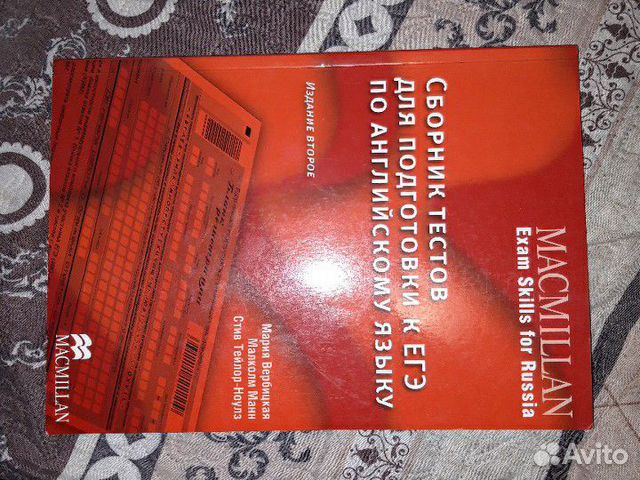 MACMILLAN
Exam Skills for Russia
СБОРНИК ТЕСТОВ
ДЛЯ ПОДГОТОВКИ К ЕГЭ
ПО АНГЛИЙСКОМУ ЯЗЫКУ
ИЗДАНИЕ ВТОРОЕ
Мария Вербицкая
Малколм Манн
Стив Тейлор-Ноулз
MACMILLAN
Avito